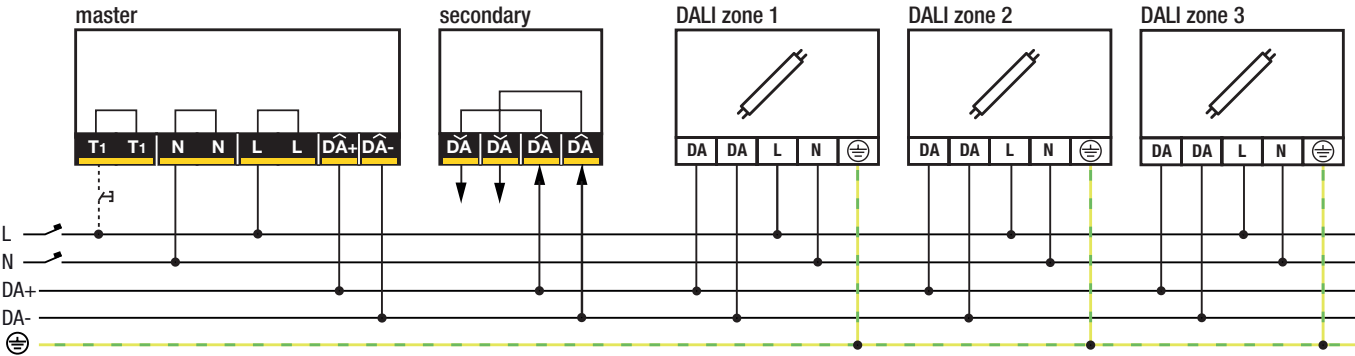 master secondary DALI zone 1 DALI zone 2 DALI zone 3
T1 T1 N N L L DA+ DA- DA DA DA DA DA DA L N DA DA L N DA DA L N
L
N
DA+
DA-